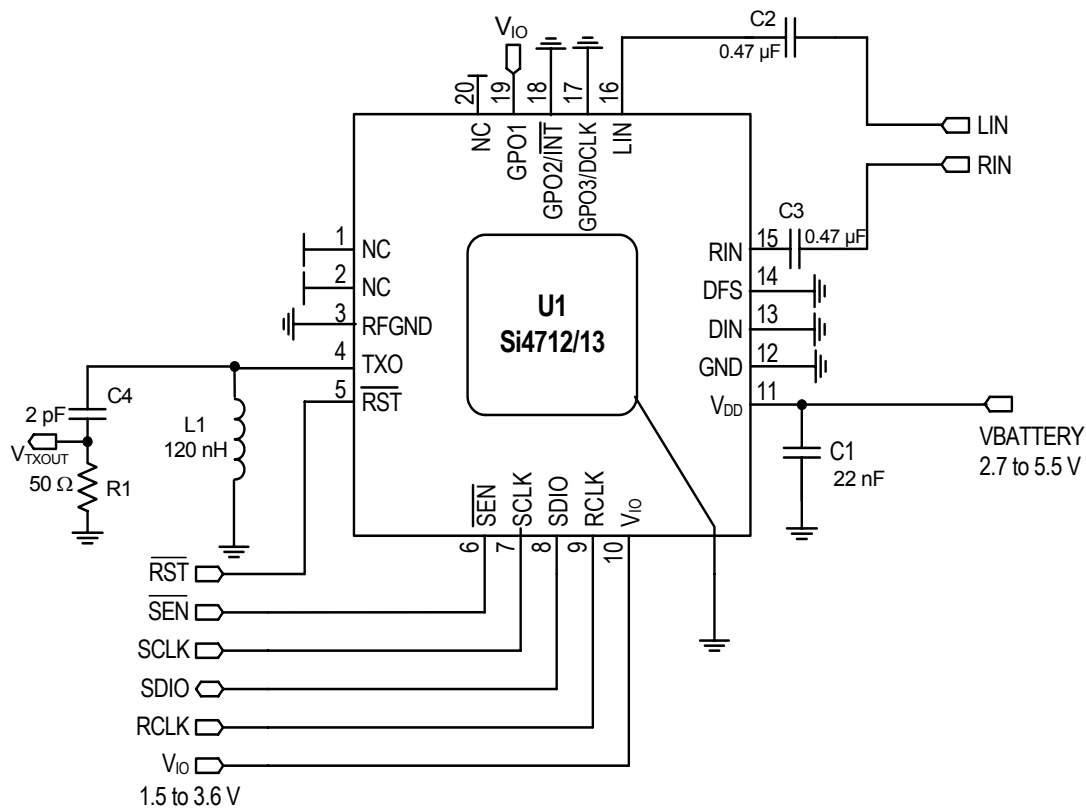 VIO
C2
0.47 µF
20
19
18
17
16
NC
GPO1
GPO2/INT
GPO3/DCLK
LIN
LIN
RIN
C3
0.47 µF
1
NC
2
NC
3
RFGND
4
TXO
5
RST
U1
Si4712/13
RIN
15
DFS
14
DIN
13
GND
12
VDD
11
C4
2 pF
VTXOUT
50 Ω
R1
L1
120 nH
VBATTERY
2.7 to 5.5 V
C1
22 nF
SEN
SCLK
SDIO
RCLK
VIO
6
7
8
9
10
RST
SEN
SCLK
SDIO
RCLK
VIO
1.5 to 3.6 V